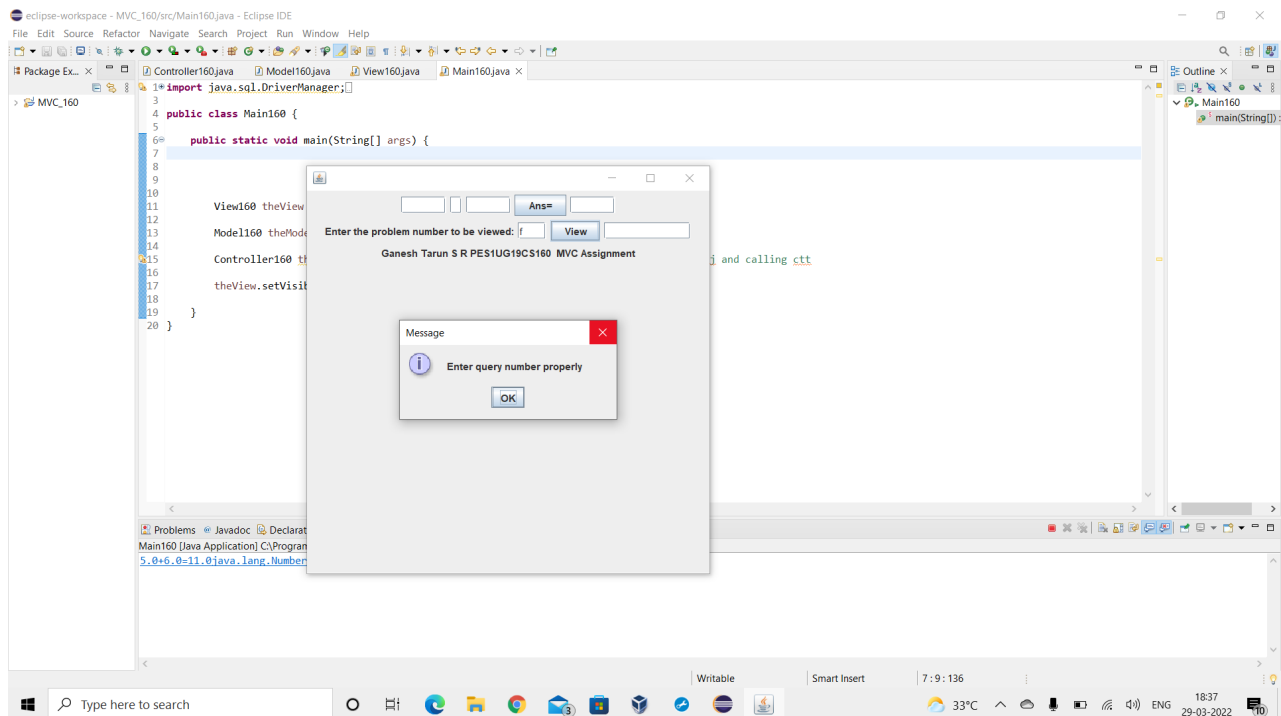 eclipse-workspace - MVC_160/src/Main160.java - Eclipse IDE
File Edit Source Refactor Navigate Search Project Run Window Help
Package Ex...
MVC_160
Controller160.java Model160.java View160.java Main160.java
1 import java.sql.DriverManager;
3
4 public class Main160 {
5
6 public static void main(String[] args) {
7
8
9
10
11 View160 theView
12
13 Model160 theMode
14
15 Controller160 th
j and calling ctt
16
17 theView.setVisib
18
19 }
20 }
Outline
Main160
main(String[]) :
Ans=
Enter the problem number to be viewed: f View
Ganesh Tarun S R PES1UG19CS160 MVC Assignment
Message
Enter query number properly
OK
Problems Javadoc Declarat
Main160 [Java Application] C:\Program
5.0+6.0=11.0java.lang.Number
Writable Smart Insert 7 : 9 : 136
Type here to search
3
33°C ENG 18:37
29-03-2022
10